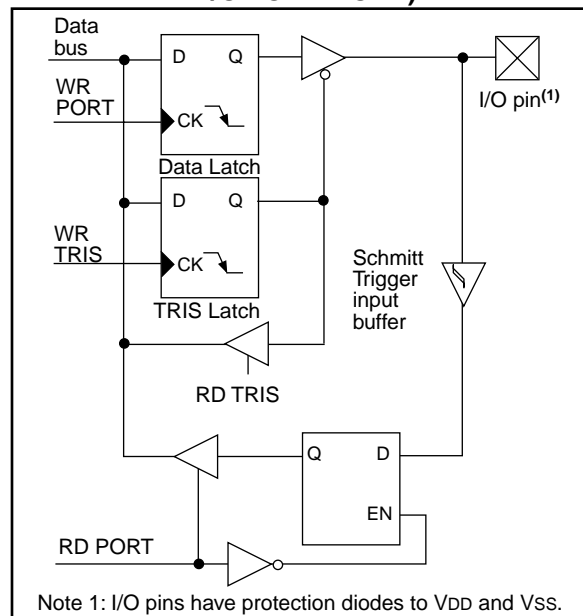 Data
bus
D Q
WR
PORT
CK
I/O pin(1)
Data Latch
D Q
WR
TRIS
CK
Schmitt
Trigger
input
buffer
TRIS Latch
RD TRIS
Q D
EN
RD PORT
Note 1: I/O pins have protection diodes to VDD and VSS.